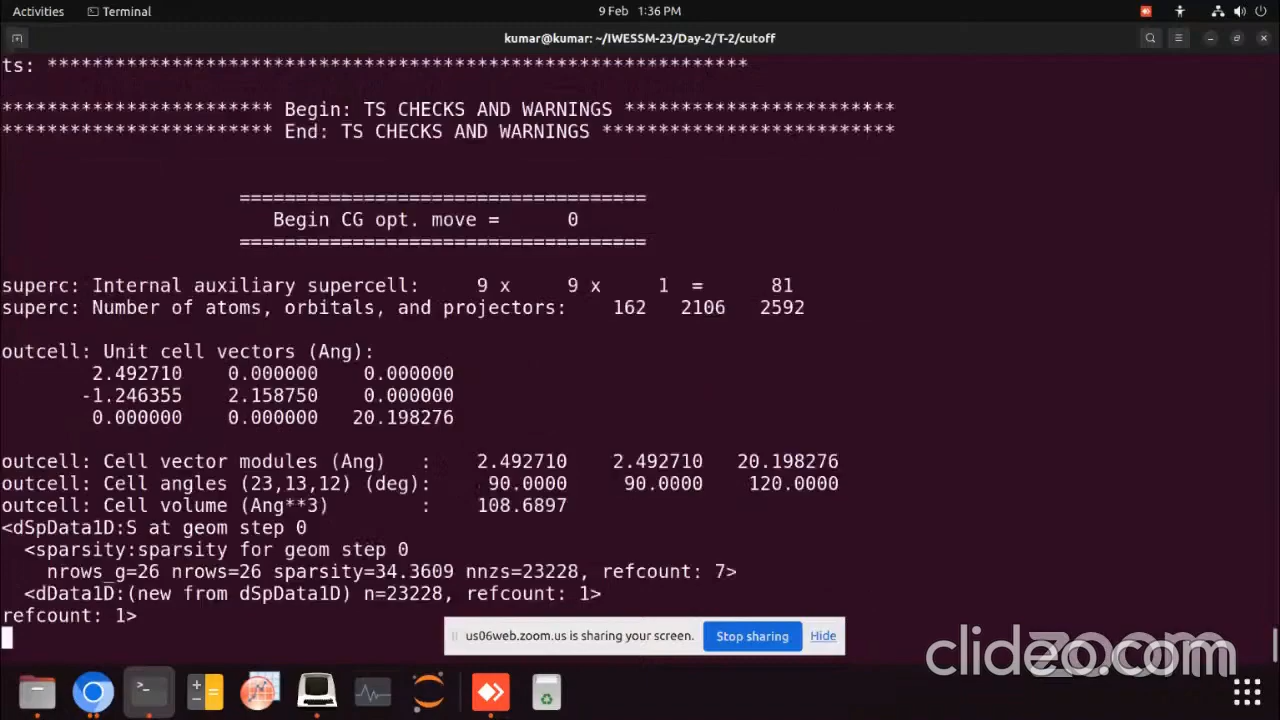 Activities Terminal 9 Feb 1:36 PM
kumar@kumar: ~/IWESSM-23/Day-2/T-2/cutoff
ts: **************************************************************
************************ Begin: TS CHECKS AND WARNINGS ************************
************************ End: TS CHECKS AND WARNINGS **************************
====================================
Begin CG opt. move = 0
====================================
superc: Internal auxiliary supercell: 9 x 9 x 1 = 81
superc: Number of atoms, orbitals, and projectors: 162 2106 2592
outcell: Unit cell vectors (Ang):
2.492710 0.000000 0.000000
-1.246355 2.158750 0.000000
0.000000 0.000000 20.198276
outcell: Cell vector modules (Ang) : 2.492710 2.492710 20.198276
outcell: Cell angles (23,13,12) (deg): 90.0000 90.0000 120.0000
outcell: Cell volume (Ang**3) : 108.6897
<dSpData1D:S at geom step 0
<sparsity:sparsity for geom step 0
nrows_g=26 nrows=26 sparsity=34.3609 nnzs=23228, refcount: 7>
<dData1D:(new from dSpData1D) n=23228, refcount: 1>
refcount: 1>
us06web.zoom.us is sharing your screen. Stop sharing Hide
clideo.com